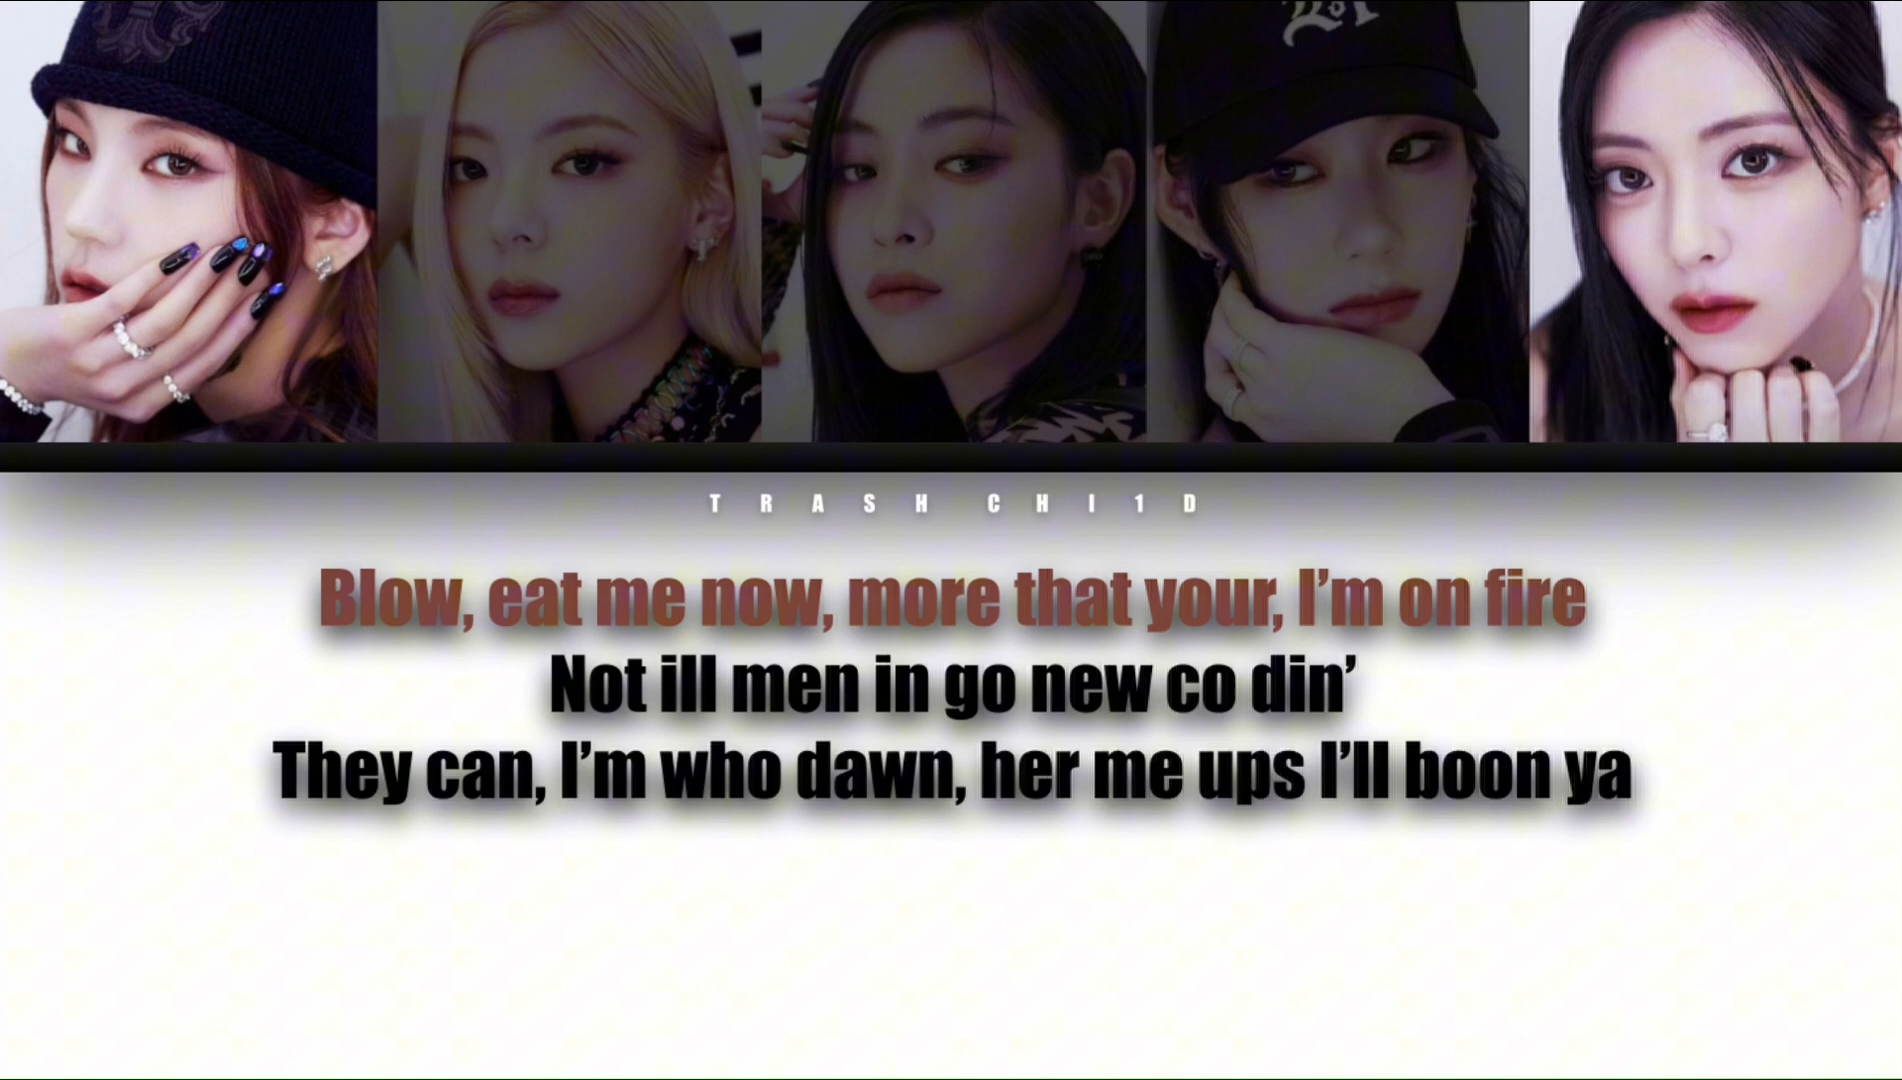 T R A S H C H I 1 D
Blow, eat me now, more that your, I'm on fire
Not ill men in go new co din'
They can, I'm who dawn, her me ups I'll boon ya